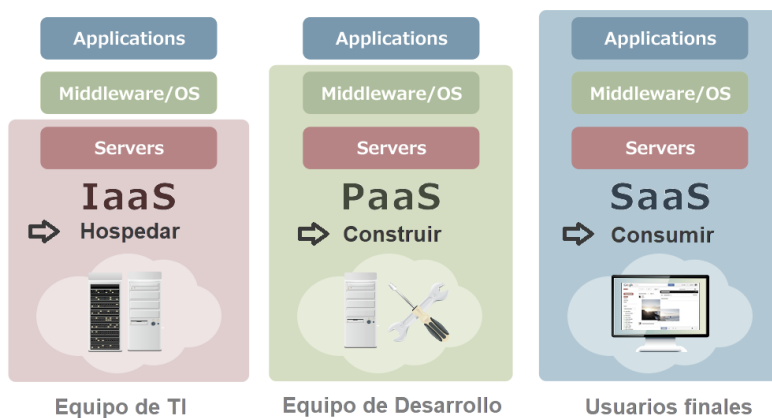 Applications
Middleware/OS
Servers
IaaS
Hospedar
Equipo de TI
Applications
Middleware/OS
Servers
PaaS
Construir
Equipo de Desarrollo
Applications
Middleware/OS
Servers
SaaS
Consumir
Usuarios finales